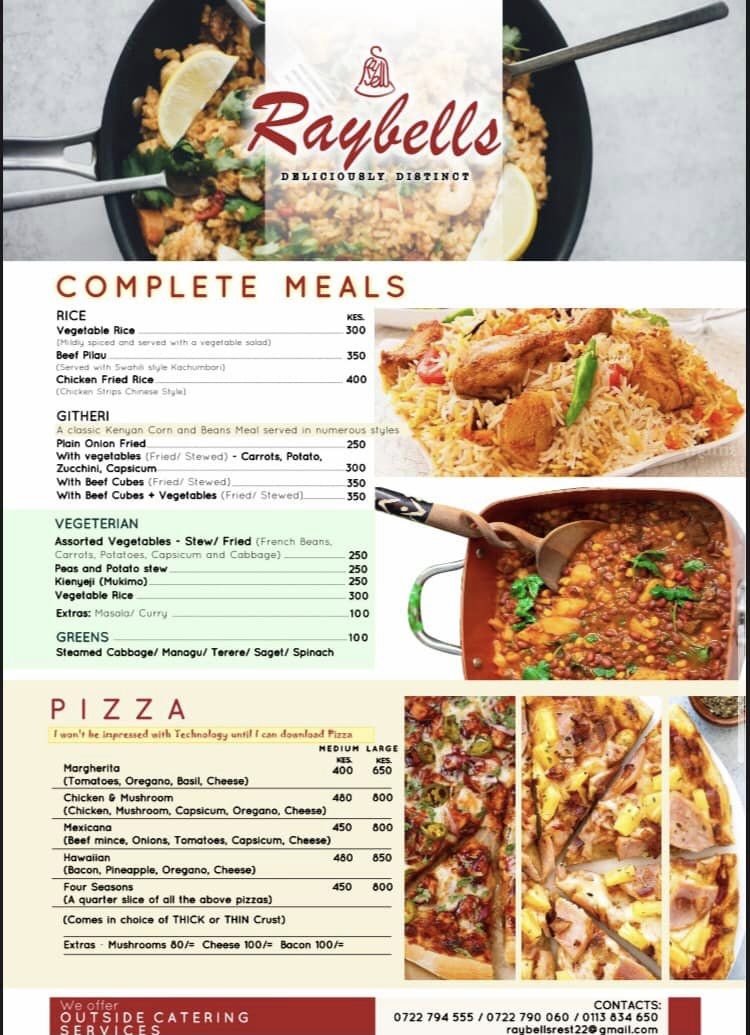 Raybells
DELICIOUSLY DISTINCT
COMPLETE MEALS
RICE KES.
Vegetable Rice 300
(Mildly spiced and served with a vegetable salad)
Beef Pilau 350
(Served with Swahili style Kachumbari)
Chicken Fried Rice 400
(Chicken Strips Chinese Style)
GITHERI
A classic Kenyan Corn and Beans Meal served in numerous styles
Plain Onion Fried 250
With vegetables (Fried/ Stewed) - Carrots, Potato,
Zucchini, Capsicum 300
With Beef Cubes (Fried/ Stewed) 350
With Beef Cubes + Vegetables (Fried/ Stewed) 350
VEGETERIAN
Assorted Vegetables - Stew/ Fried (French Beans,
Carrots, Potatoes, Capsicum and Cabbage) 250
Peas and Potato stew 250
Kienyeji (Mukimo) 250
Vegetable Rice 300
Extras: Masala/ Curry 100
GREENS 100
Steamed Cabbage/ Managu/ Terere/ Saget/ Spinach
PIZZA
I won't be impressed with Technology until I can download Pizza
MEDIUM LARGE
KES. KES.
Margherita 400 650
(Tomatoes, Oregano, Basil, Cheese)
Chicken & Mushroom 480 800
(Chicken, Mushroom, Capsicum, Oregano, Cheese)
Mexicana 450 800
(Beef mince, Onions, Tomatoes, Capsicum, Cheese)
Hawaiian 480 850
(Bacon, Pineapple, Oregano, Cheese)
Four Seasons 450 800
(A quarter slice of all the above pizzas)
(Comes in choice of THICK or THIN Crust)
Extras - Mushrooms 80/= Cheese 100/= Bacon 100/=
We offer
OUTSIDE CATERING
SERVICES
CONTACTS:
0722 794 555 / 0722 790 060 / 0113 834 650
raybellsrest22@gmail.com